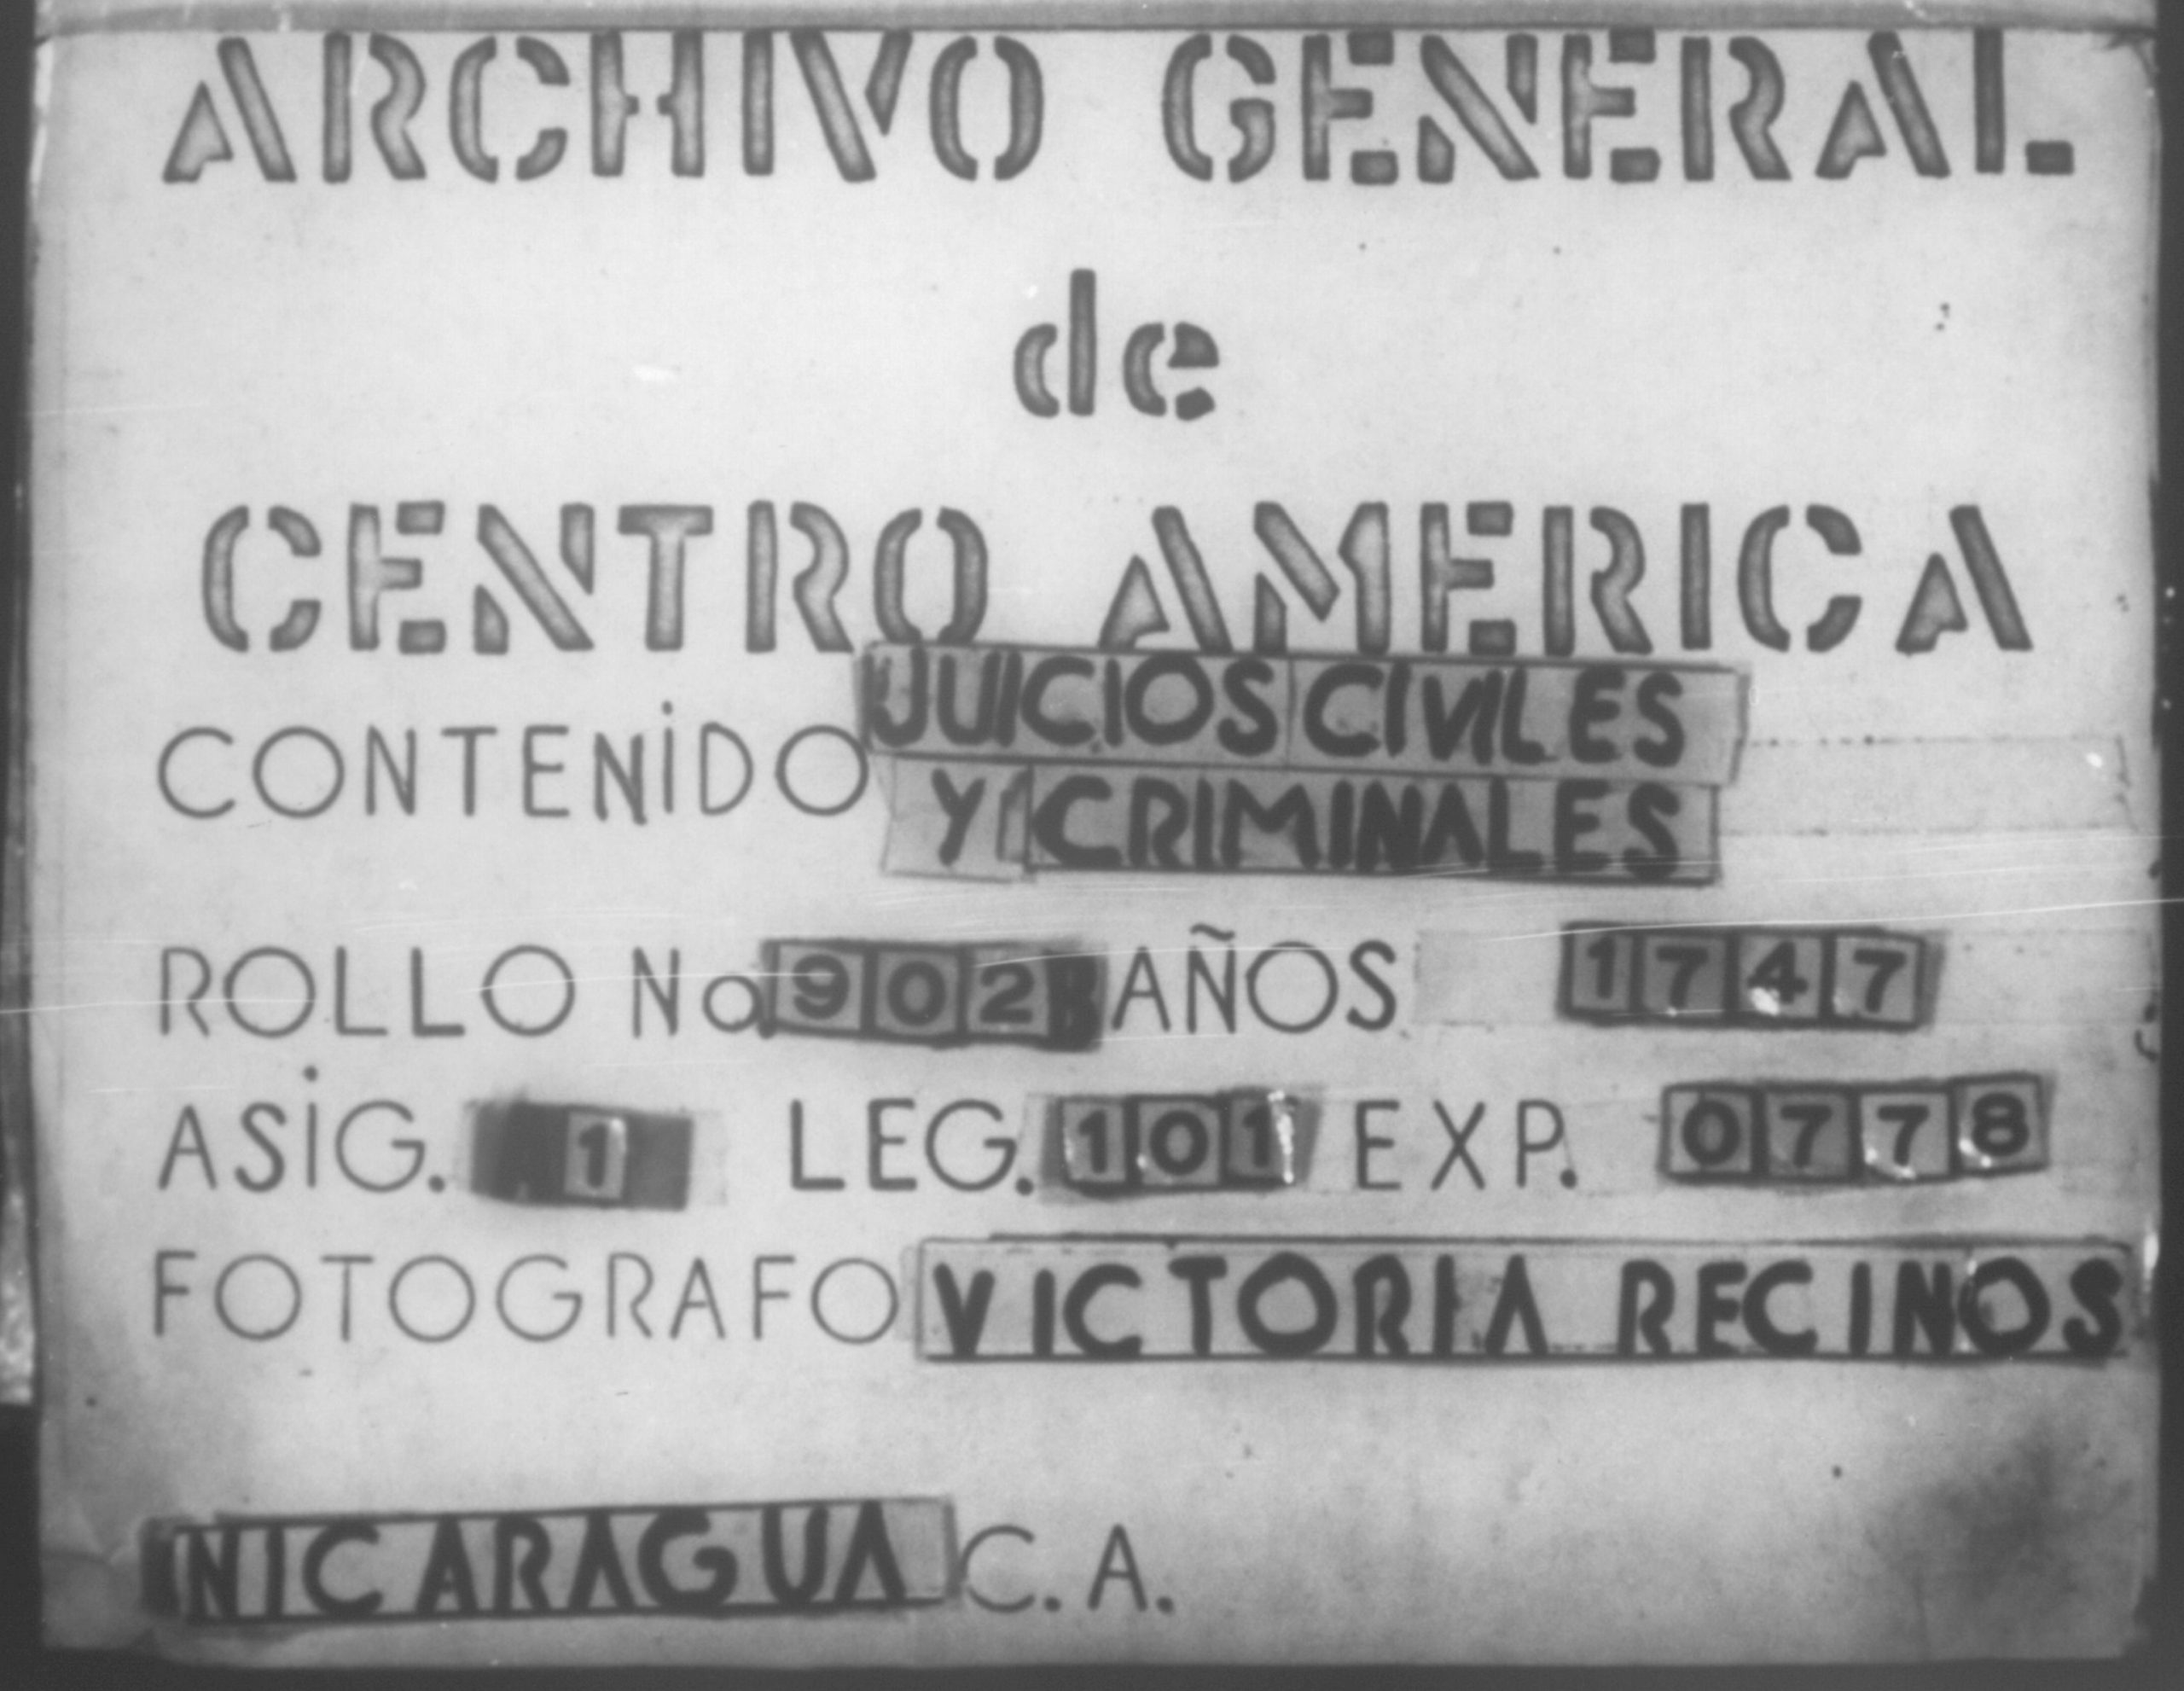 ARCHIVO GENERAL
de
CENTRO AMERICA
CONTENIDO JUICIOS CIVILES
Y CRIMINALES
ROLLO No 902 AÑOS 1747
ASIG. 1 LEG. 101 EXP. 0778
FOTOGRAFO VICTORIA RECINOS
NICARAGUA C. A.